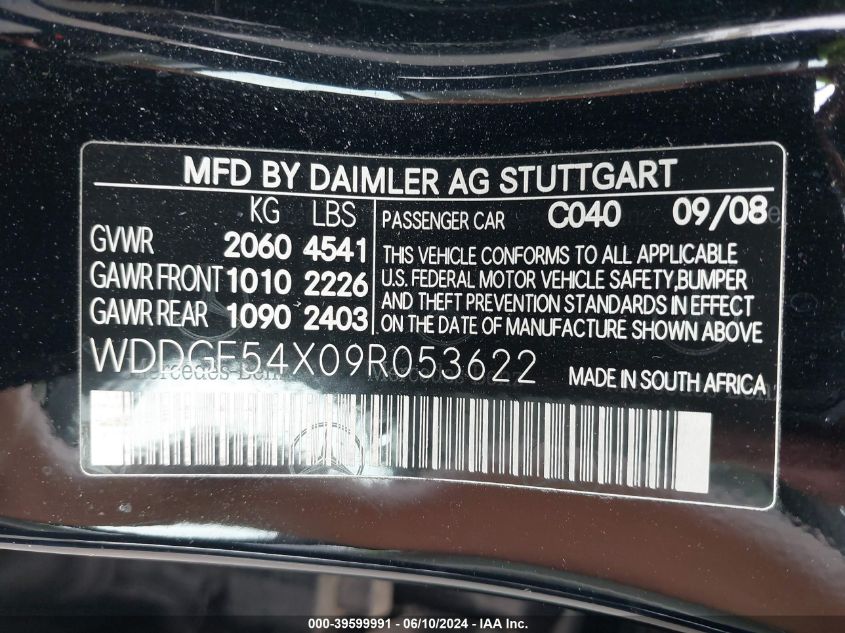 MFD BY DAIMLER AG STUTTGART
KG LBS
GVWR 2060 4541
GAWR FRONT 1010 2226
GAWR REAR 1090 2403
PASSENGER CAR C040 09/08
THIS VEHICLE CONFORMS TO ALL APPLICABLE
U.S. FEDERAL MOTOR VEHICLE SAFETY,BUMPER
AND THEFT PREVENTION STANDARDS IN EFFECT
ON THE DATE OF MANUFACTURE SHOWN ABOVE.
WDDGF54X09R053622
MADE IN SOUTH AFRICA
Mercedes-Benz
000-39599991 - 06/10/2024 - IAA Inc.